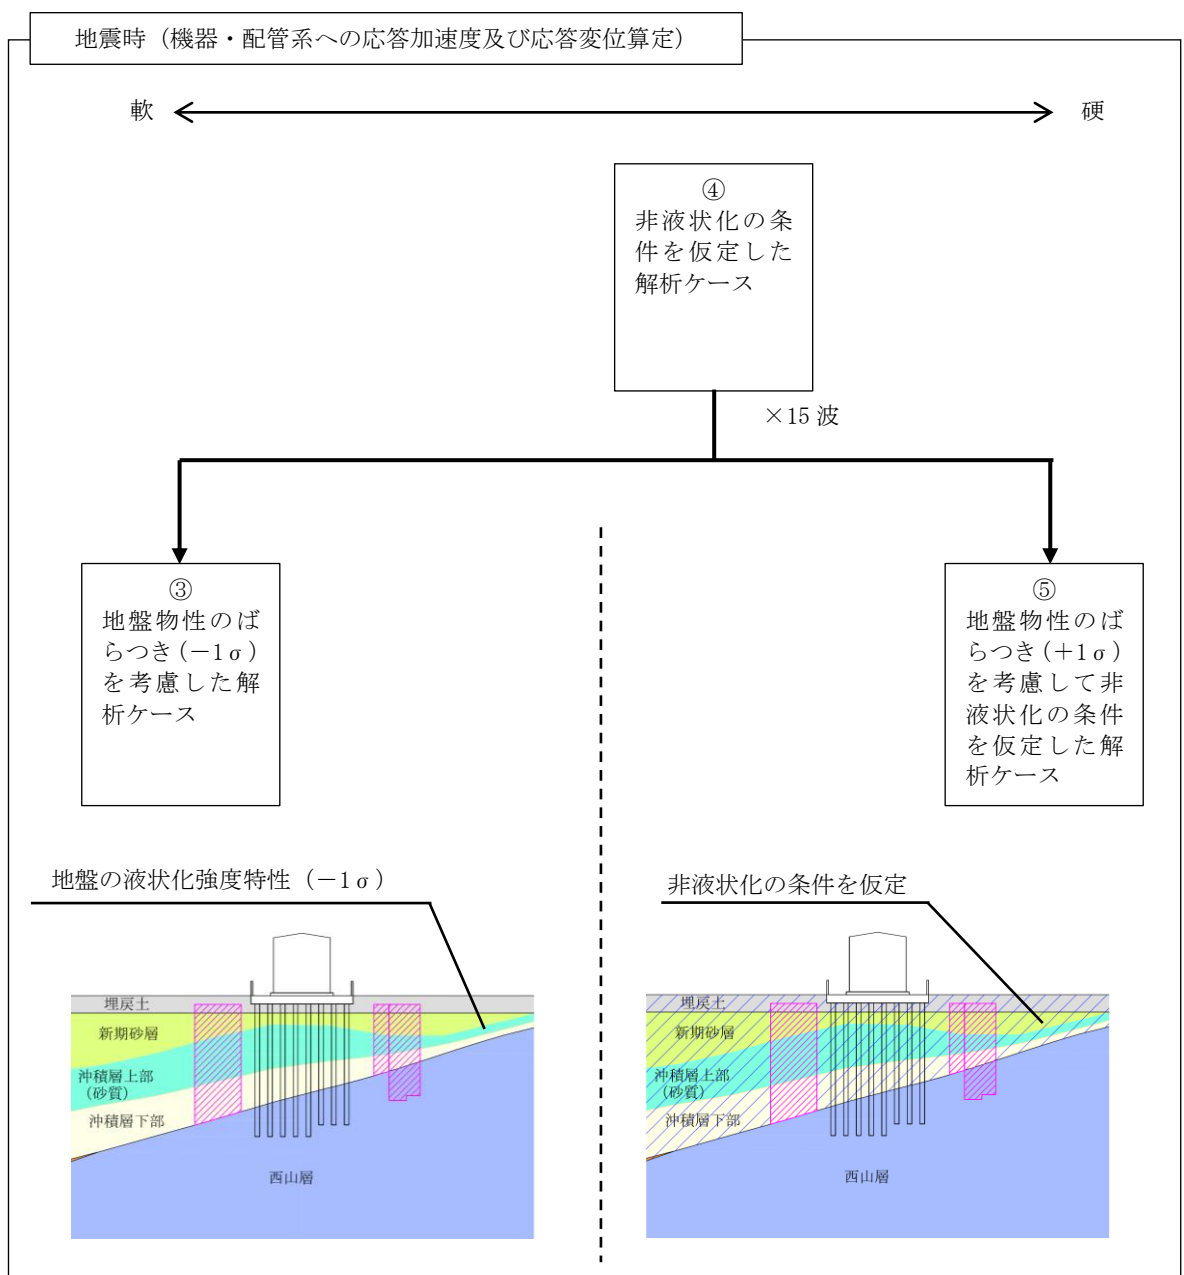 地震時（機器・配管系への応答加速度及び応答変位算定）
軟
硬
④
非液状化の条
件を仮定した
解析ケース
×15 波
③
地盤物性のば
らつき(－1σ)
を考慮した解
析ケース
⑤
地盤物性のば
らつき(＋1σ)
を考慮して非
液状化の条件
を仮定した解
析ケース
地盤の液状化強度特性（－1σ）
埋戻土
新期砂層
沖積層上部
(砂質)
沖積層下部
西山層
非液状化の条件を仮定
埋戻土
新期砂層
沖積層上部
(砂質)
沖積層下部
西山層